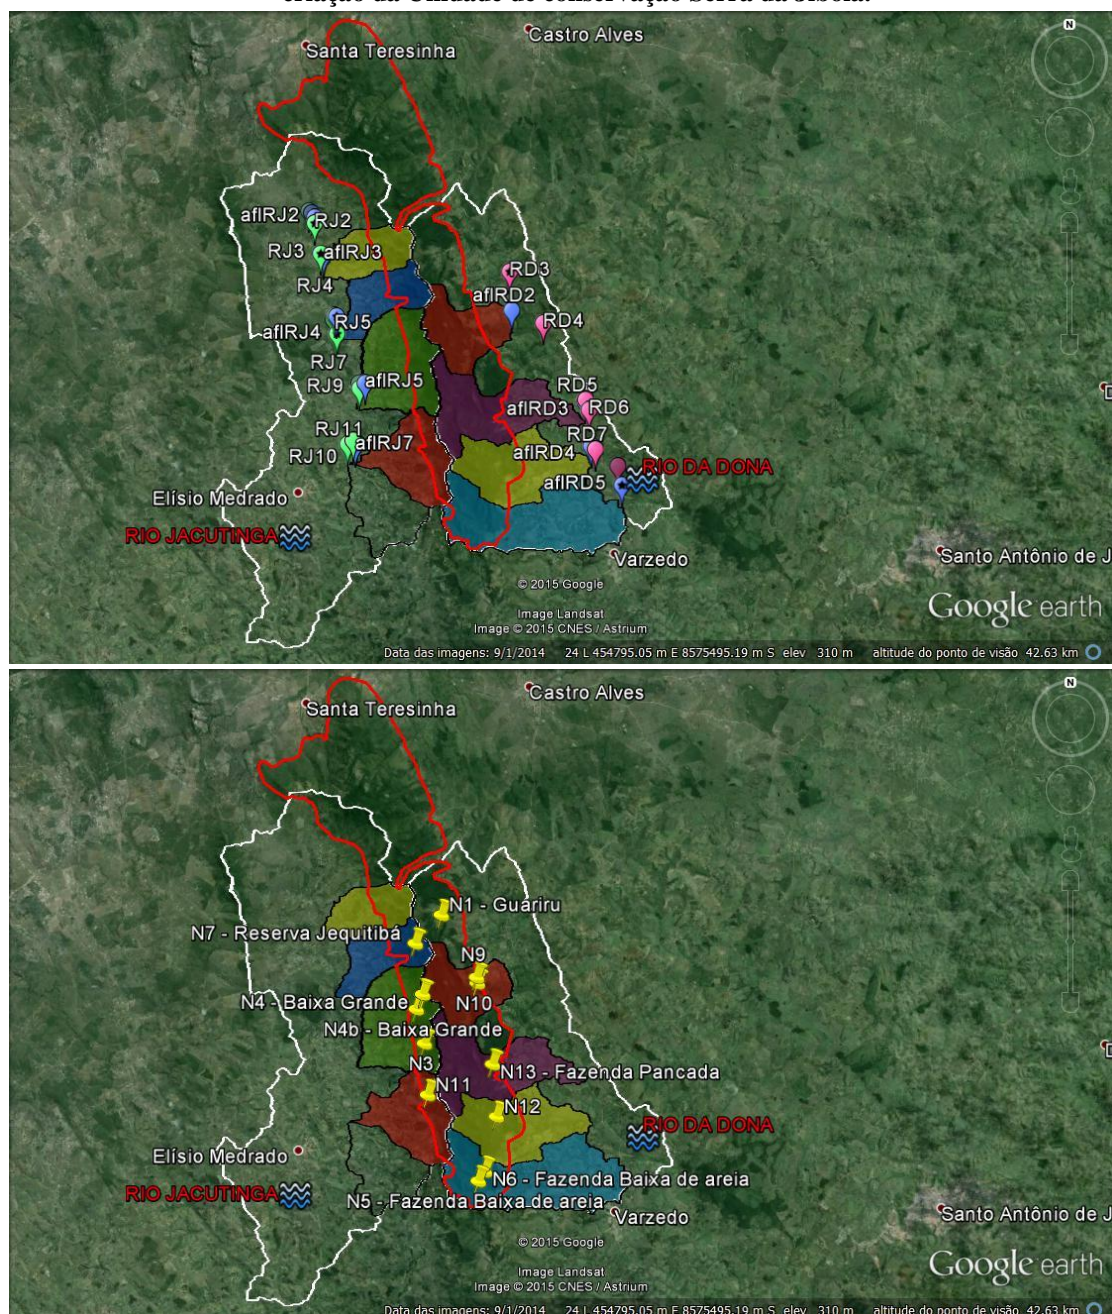 criação da Unidade de conservação Serra da Jibóia.
Castro Alves
Santa Teresinha
N
aflRJ2
RJ2
RJ3
aflRJ3
RJ4
RD3
aflRD2
RJ5
aflRJ4
RD4
RJ7
RJ9
aflRJ5
RD5
aflRD3
RD6
RJ11
aflRJ7
RD7
RJ10
aflRD4
RIO DA DONA
aflRD5
Elísio Medrado
RIO JACUTINGA
Varzedo
Santo Antônio de J
D
© 2015 Google
Image Landsat
Image © 2015 CNES / Astrium
Google earth
Data das imagens: 9/1/2014 24 L 454795.05 m E 8575495.19 m S elev 310 m altitude do ponto de visão 42.63 km
Castro Alves
Santa Teresinha
N
N1 - Guariru
N7 - Reserva Jequitibá
N9
N4 - Baixa Grande
N10
N4b - Baixa Grande
N3
N13 - Fazenda Pancada
N11
N12
RIO DA DONA
Elísio Medrado
N6 - Fazenda Baixa de areia
RIO JACUTINGA
N5 - Fazenda Baixa de areia
Varzedo
Santo Antônio de J
D
© 2015 Google
Image Landsat
Image © 2015 CNES / Astrium
Google earth
Data das imagens: 9/1/2014 24 L 454795.05 m E 8575495.19 m S elev 310 m altitude do ponto de visão 42.63 km